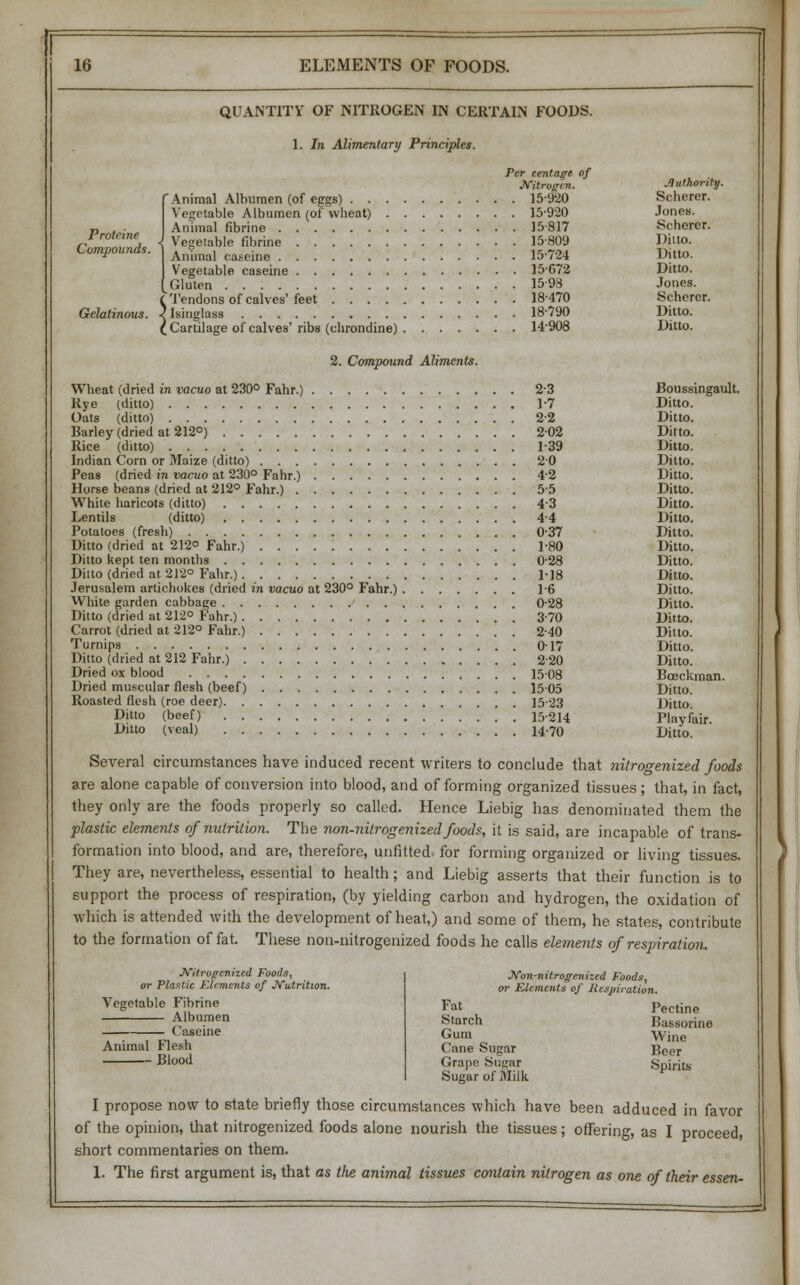 16 ELEMENTS OF FOODS.
QUANTITY OF NITROGEN IN CERTAIN FOODS.
1. In Alimentary Principles.
Per centage of
Nitrogen. Authority.
Proteine Compounds.
Animal Albumen (of eggs) . . . . . . . . . . 15·920 Scherer.
Vegetable Albumen (of wheat) . . . . . . . . 15·920 Jones.
Animal fibrine . . . . . . . . . . 15 817 Scherer.
Vegetable fibrine . . . . . . . . . . 15·809 Ditto.
Animal caseine . . . . . . . . . . 15·724 Ditto.
Vegetable caseine . . . . . . . . . . 15·672 Ditto.
Gluten . . . . . . . . . . 15 98 Jones.
Gelatinous.
Tendons of calves' feet . . . . . . . . . . 18·470 Scherer.
Isinglass . . . . . . . . . . 18·790 Ditto.
Cartilage of calves' ribs (chrondine) . . . . . . . 14·908 Ditto.
2. Compound Aliments.
Wheat (dried in vacuo at 230° Fahr.) . . . . . . . . . . 2·3 Boussingault.
Rye (ditto) . . . . . . . . . . 1·7 Ditto.
Oats (ditto) . . . . . . . . . . 2·2 Ditto.
Barley (dried at 212°) . . . . . . . . . . 2·02 Ditto.
Rice (ditto) . . . . . . . . . . 1·39 Ditto.
Indian Corn or Maize (ditto) . . . . . . . . . . 2 0 Ditto.
Peas (dried in vacuo at 230° Fahr.) . . . . . . . . . . 4·2 Ditto.
Horse beans (dried at 212° Fahr.) . . . . . . . . . . 5·5 Ditto.
White haricots (ditto) . . . . . . . . . . 4·3 Ditto.
Lentils (ditto) . . . . . . . . . . 4·4 Ditto.
Potatoes (fresh) . . . . . . . . . . 0·37 Ditto.
Ditto (dried at 212° Fahr.) . . . . . . . . . . 1·80 Ditto.
Ditto kept ten months . . . . . . . . . . 0·28 Ditto.
Ditto (dried at 212° Fahr.) . . . . . . . . . . 1·18 Ditto.
Jerusalem artichokes (dried in vacuo at 230° Fahr.) . . . . . . . 1·6 Ditto.
White garden cabbage . . . . . . . . . . 0·28 Ditto.
Ditto (dried at 212° Fahr.) . . . . . . . . . . 3·70 Ditto.
Carrot (dried at 212° Fahr.) . . . . . . . . . . 2·40 Ditto.
Turnips . . . . . . . . . . 0·17 Ditto.
Ditto (dried at 212 Fahr.) . . . . . . . . . . 2·20 Ditto.
Dried ox blood . . . . . . . . . . 15 08 Bœckman.
Dried muscular flesh (beef) . . . . . . . . . . 15·05 Ditto.
Roasted flesh (roe deer) . . . . . . . . . . 15·23 Ditto.
Ditto (beef) . . . . . . . . . . 15·214 Playfair.
Ditto (veal) . . . . . . . . . . 14·70 Ditto.
Several circumstances have induced recent writers to conclude that nitrogenized foods
are alone capable of conversion into blood, and of forming organized tissues; that, in fact,
they only are the foods properly so called. Hence Liebig has denominated them the
plastic elements of nutrition. The non-nitrogenized foods, it is said, are incapable of trans-
formation into blood, and are, therefore, unfitted for forming organized or living tissues.
They are, nevertheless, essential to health; and Liebig asserts that their function is to
support the process of respiration, (by yielding carbon and hydrogen, the oxidation of
which is attended with the development of heat,) and some of them, he states, contribute
to the formation of fat. These non-nitrogenized foods he calls elements of respiration.
Nitrogenized Foods,
or Plastic Elements of Nutrition.
Vegetable Fibrine
——— Albumen
——— Caseine
Animal Flesh
——— Blood
Non-nitrogenized Foods,
or Elements of Respiration.
Fat Pectine
Starch Bassorine
Gum Wine
Cane Sugar Beer
Grape Sugar Spirits
Sugar of Milk
I propose now to state briefly those circumstances which have been adduced in favor
of the opinion, that nitrogenized foods alone nourish the tissues; offering, as I proceed,
short commentaries on them.
1. The first argument is, that as the animal tissues contain nitrogen as one of their essen-